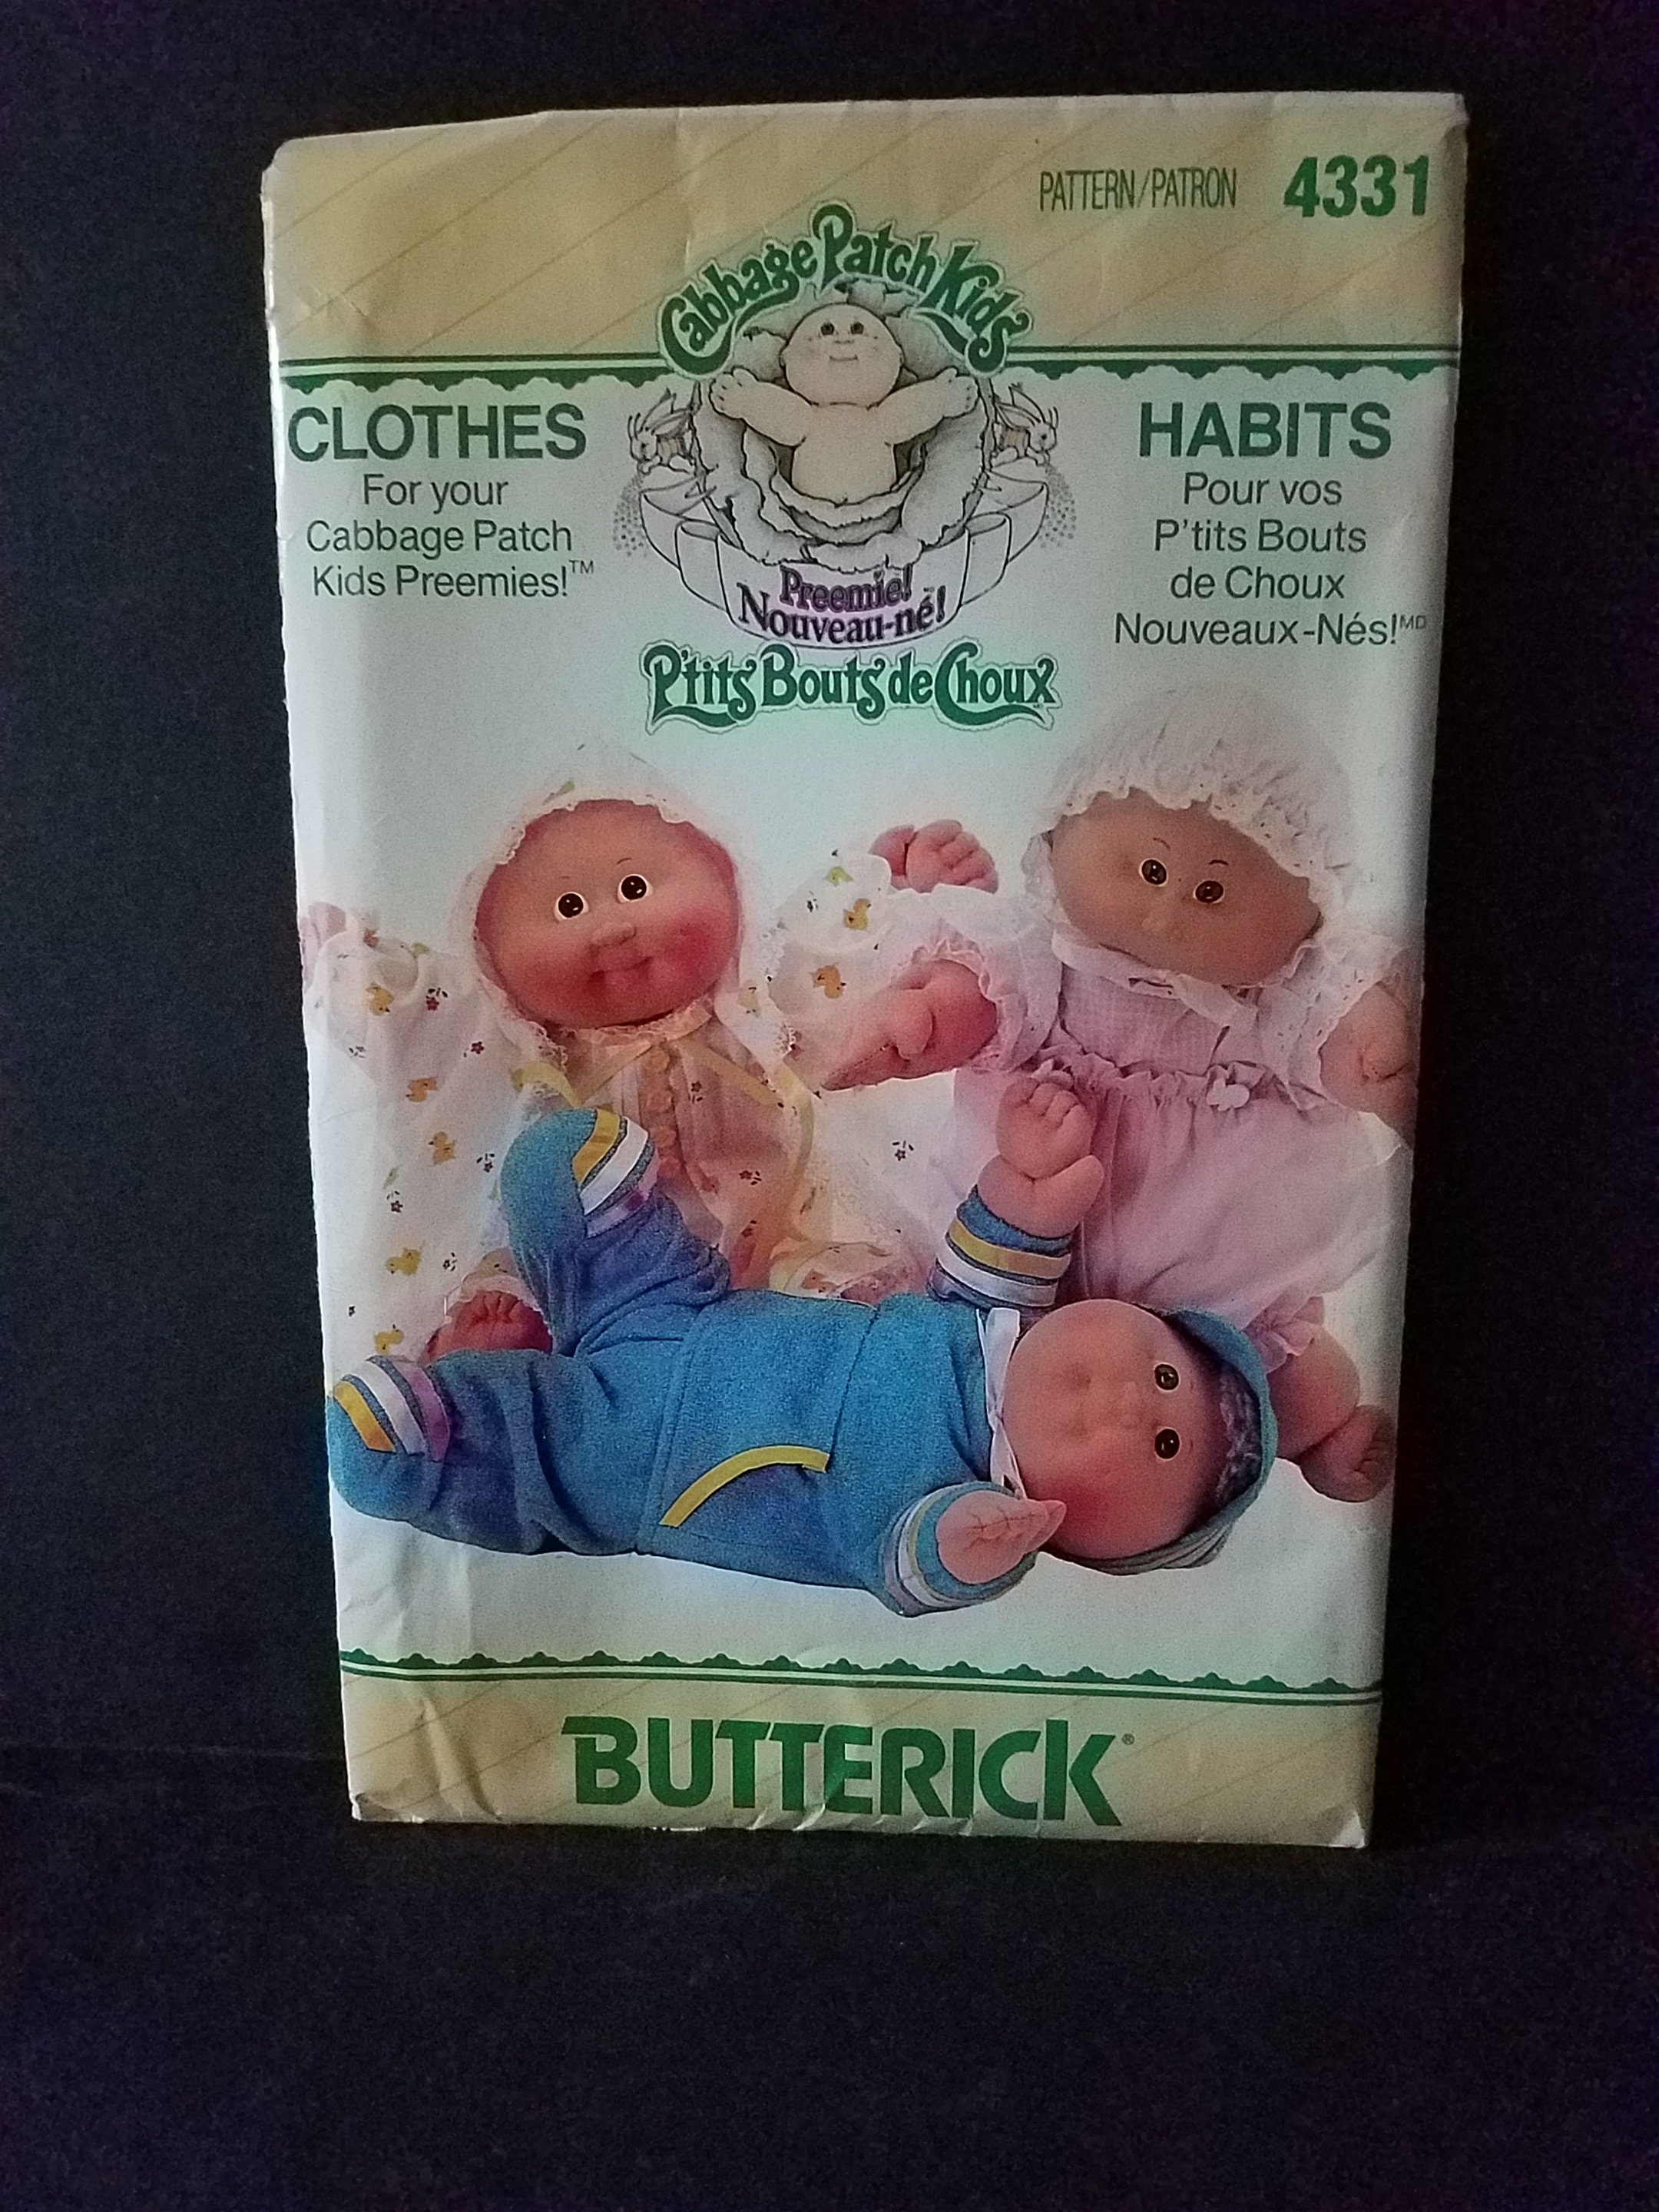 PATTERN/PATRON 4331
Cabbage Patch Kids
CLOTHES
For your
Cabbage Patch
Kids Preemies!™
HABITS
Pour vos
P'tits Bouts
de Choux
Nouveaux-Nés!MD
Preemie!™
Nouveau-né!
P'tits Bouts de Choux
BUTTERICK®